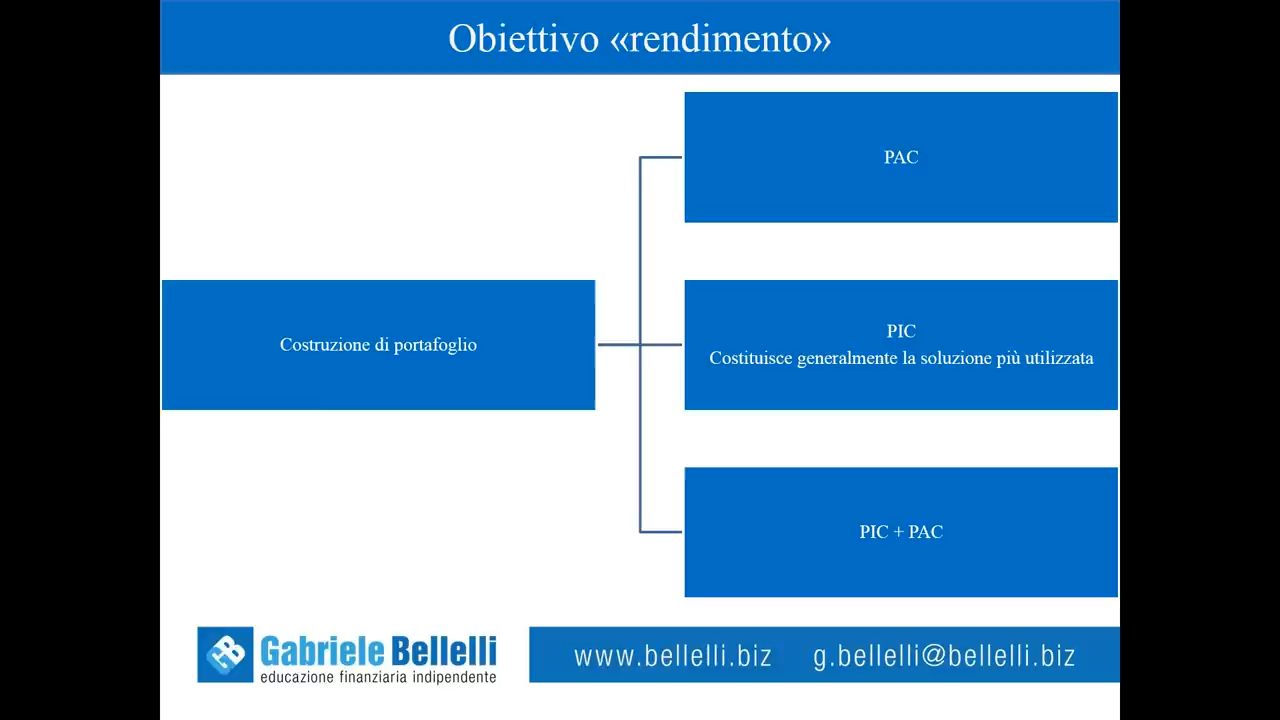 Obiettivo «rendimento»
PAC
Costruzione di portafoglio
PIC
Costituisce generalmente la soluzione più utilizzata
PIC + PAC
Gabriele Bellelli
educazione finanziaria indipendente
www.bellelli.biz g.bellelli@bellelli.biz